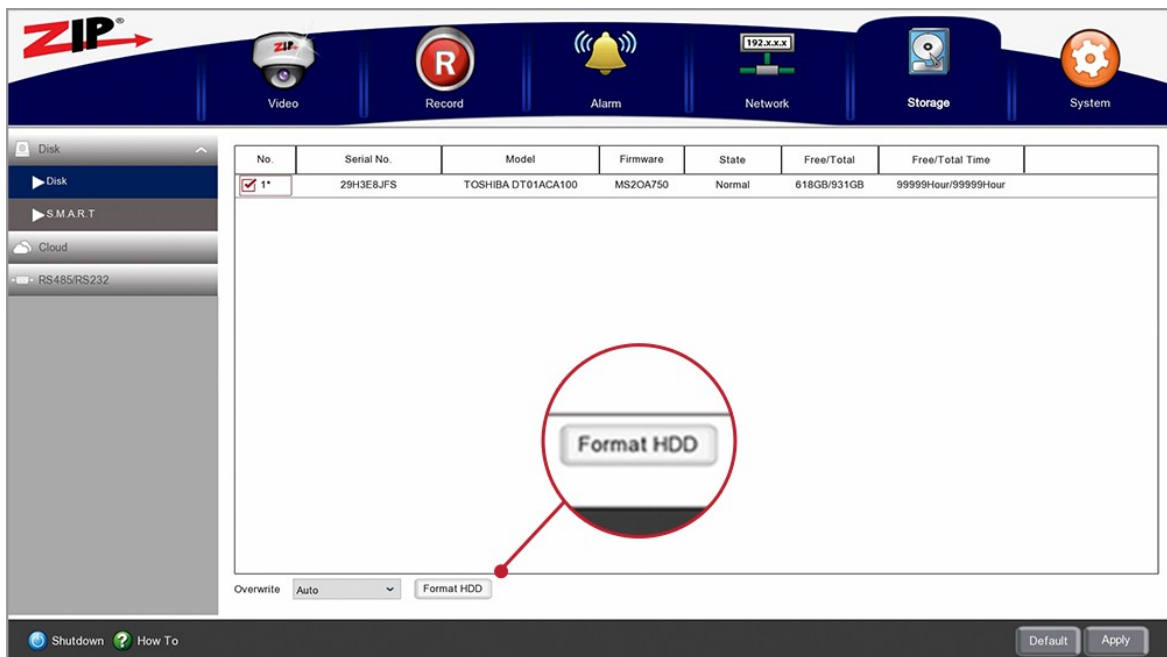 ZIP®
ZIP
R
192.x.x.x
Video Record Alarm Network Storage System
Disk
Disk
S.M.A.R.T
Cloud
RS485/RS232
No. Serial No. Model Firmware State Free/Total Free/Total Time
1* 29H3E8JFS TOSHIBA DT01ACA100 MS2OA750 Normal 618GB/931GB 99999Hour/99999Hour
Format HDD
Overwrite Auto Format HDD
Shutdown ? How To Default Apply